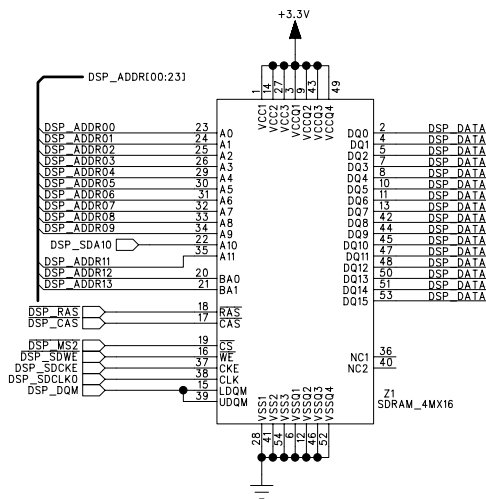 +3.3V
1 14 27 3 9 43 49
VCC1 VCC2 VCC3 VCCQ1 VCCQ2 VCCQ3 VCCQ4
DSP_ADDR[00:23]
DSP_ADDR00 23 A0 DQ0 2 DSP_DATA
DSP_ADDR01 24 A1 DQ1 4 DSP_DATA
DSP_ADDR02 25 A2 DQ2 5 DSP_DATA
DSP_ADDR03 26 A3 DQ3 7 DSP_DATA
DSP_ADDR04 29 A4 DQ4 8 DSP_DATA
DSP_ADDR05 30 A5 DQ5 10 DSP_DATA
DSP_ADDR06 31 A6 DQ6 11 DSP_DATA
DSP_ADDR07 32 A7 DQ7 13 DSP_DATA
DSP_ADDR08 33 A8 DQ8 42 DSP_DATA
DSP_ADDR09 34 A9 DQ9 44 DSP_DATA
DSP_SDA10 22 A10 DQ10 45 DSP_DATA
DSP_ADDR11 35 A11 DQ11 47 DSP_DATA
DQ12 48 DSP_DATA
DSP_ADDR12 20 BA0 DQ13 50 DSP_DATA
DSP_ADDR13 21 BA1 DQ14 51 DSP_DATA
DQ15 53 DSP_DATA
DSP_RAS 18 RAS
DSP_CAS 17 CAS
DSP_MS2 19 CS
DSP_SDWE 16 WE NC1 36
DSP_SDCKE 37 CKE NC2 40
DSP_SDCLK0 38 CLK
DSP_DQM 15 LDQM
39 UDQM
Z1
SDRAM_4MX16
VSS1 VSS2 VSS3 VSSQ1 VSSQ2 VSSQ3 VSSQ4
28 41 54 6 12 46 52